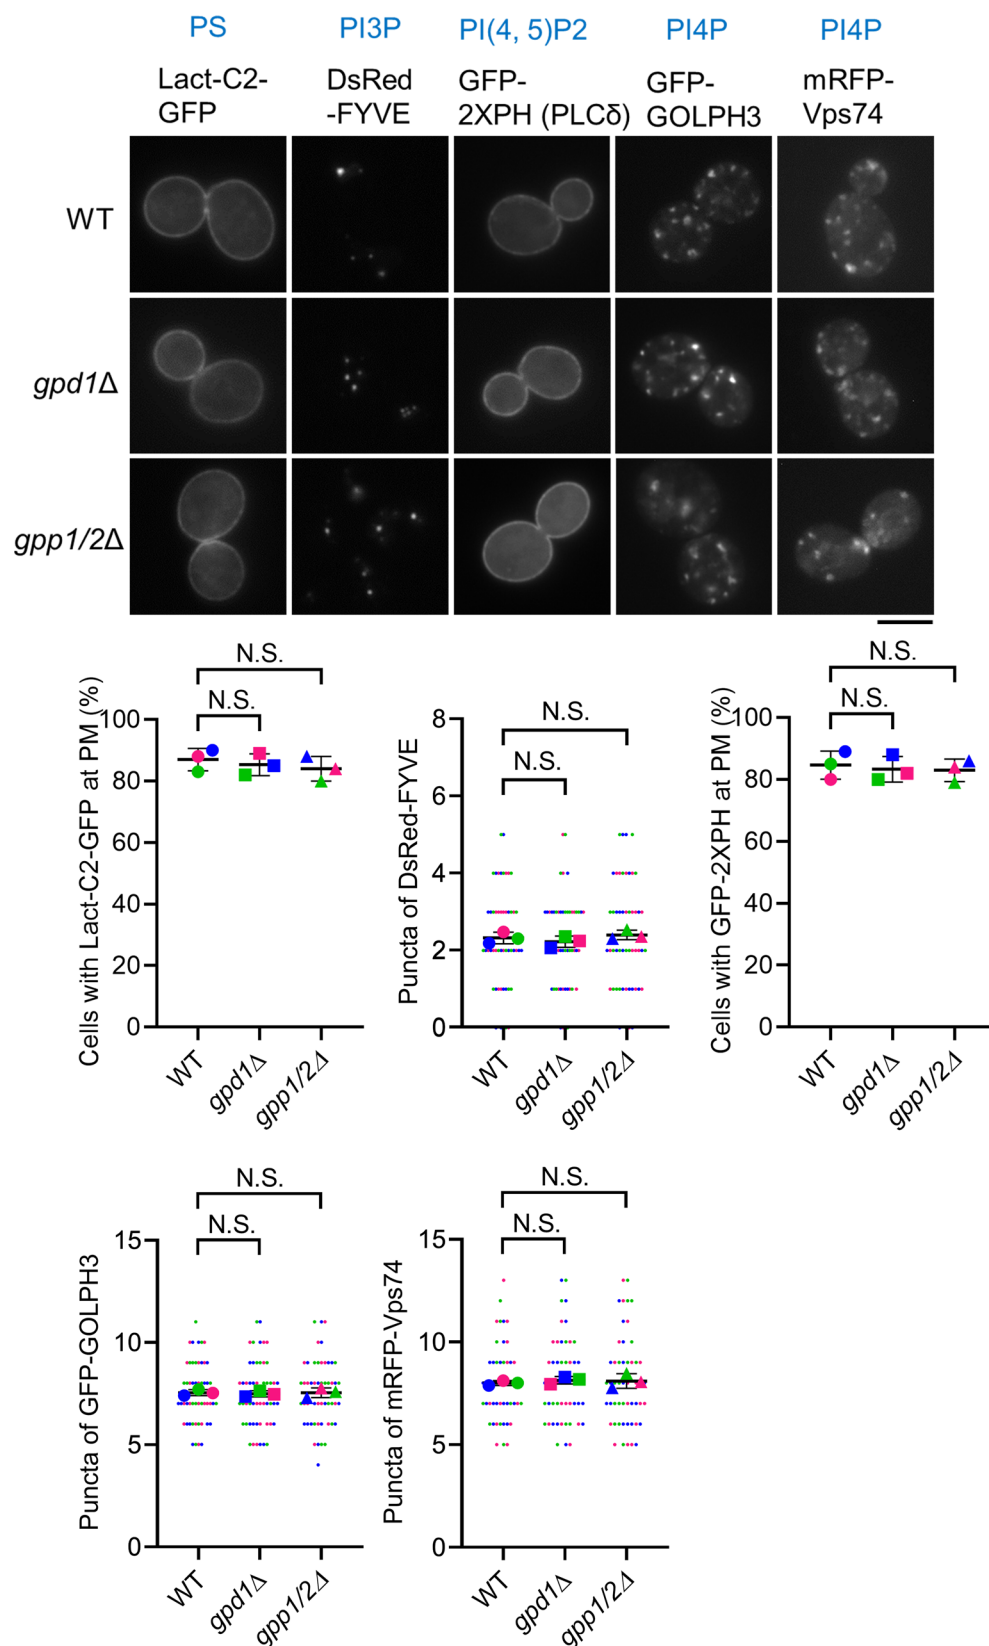 PS PI3P PI(4, 5)P2 PI4P PI4P
Lact-C2- DsRed GFP- GFP- mRFP-
GFP -FYVE 2XPH (PLCδ) GOLPH3 Vps74
WT
gpd1Δ
gpp1/2Δ
Cells with Lact-C2-GFP at PM (%)
100
80
60
40
20
0
N.S.
N.S.
WT gpd1Δ gpp1/2Δ
Puncta of DsRed-FYVE
8
6
4
2
0
N.S.
N.S.
WT gpd1Δ gpp1/2Δ
Cells with GFP-2XPH at PM (%)
100
80
60
40
20
0
N.S.
N.S.
WT gpd1Δ gpp1/2Δ
Puncta of GFP-GOLPH3
15
10
5
0
N.S.
N.S.
WT gpd1Δ gpp1/2Δ
Puncta of mRFP-Vps74
15
10
5
0
N.S.
N.S.
WT gpd1Δ gpp1/2Δ